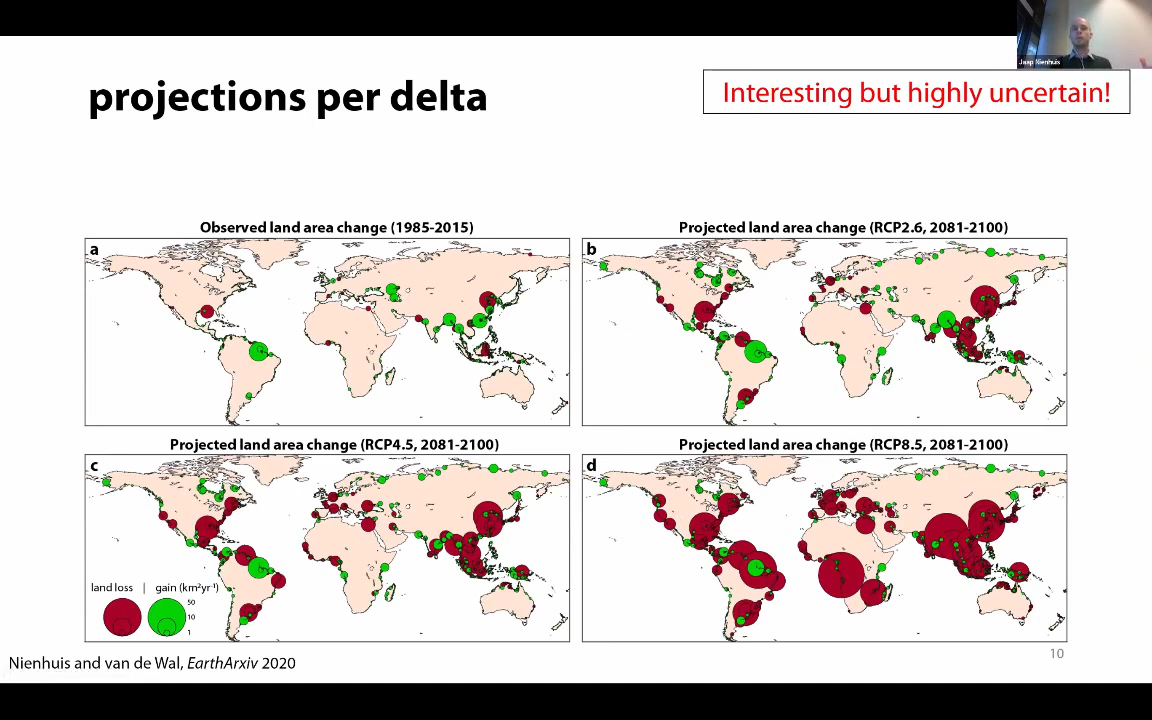 Jaap Nienhuis
projections per delta
Interesting but highly uncertain!
Observed land area change (1985-2015)
a
Projected land area change (RCP2.6, 2081-2100)
b
Projected land area change (RCP4.5, 2081-2100)
c
land loss | gain (km²yr⁻¹)
50
10
1
Projected land area change (RCP8.5, 2081-2100)
d
10
Nienhuis and van de Wal, EarthArxiv 2020